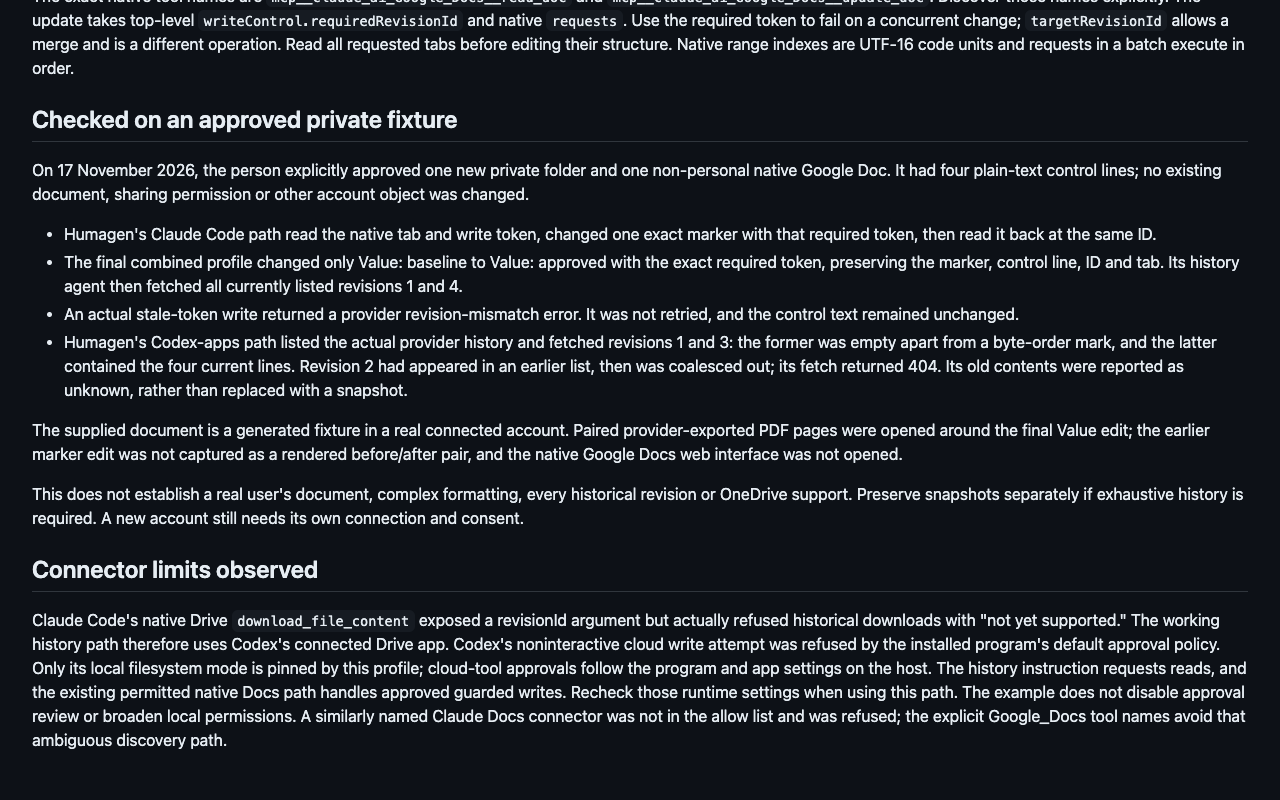 update takes top-level writeControl.requiredRevisionId and native requests. Use the required token to fail on a concurrent change; targetRevisionId allows a
merge and is a different operation. Read all requested tabs before editing their structure. Native range indexes are UTF-16 code units and requests in a batch execute in
order.
Checked on an approved private fixture
On 17 November 2026, the person explicitly approved one new private folder and one non-personal native Google Doc. It had four plain-text control lines; no existing
document, sharing permission or other account object was changed.
• Humagen's Claude Code path read the native tab and write token, changed one exact marker with that required token, then read it back at the same ID.
• The final combined profile changed only Value: baseline to Value: approved with the exact required token, preserving the marker, control line, ID and tab. Its history
agent then fetched all currently listed revisions 1 and 4.
• An actual stale-token write returned a provider revision-mismatch error. It was not retried, and the control text remained unchanged.
• Humagen's Codex-apps path listed the actual provider history and fetched revisions 1 and 3: the former was empty apart from a byte-order mark, and the latter
contained the four current lines. Revision 2 had appeared in an earlier list, then was coalesced out; its fetch returned 404. Its old contents were reported as
unknown, rather than replaced with a snapshot.
The supplied document is a generated fixture in a real connected account. Paired provider-exported PDF pages were opened around the final Value edit; the earlier
marker edit was not captured as a rendered before/after pair, and the native Google Docs web interface was not opened.
This does not establish a real user's document, complex formatting, every historical revision or OneDrive support. Preserve snapshots separately if exhaustive history is
required. A new account still needs its own connection and consent.
Connector limits observed
Claude Code's native Drive download_file_content exposed a revisionId argument but actually refused historical downloads with "not yet supported." The working
history path therefore uses Codex's connected Drive app. Codex's noninteractive cloud write attempt was refused by the installed program's default approval policy.
Only its local filesystem mode is pinned by this profile; cloud-tool approvals follow the program and app settings on the host. The history instruction requests reads, and
the existing permitted native Docs path handles approved guarded writes. Recheck those runtime settings when using this path. The example does not disable approval
review or broaden local permissions. A similarly named Claude Docs connector was not in the allow list and was refused; the explicit Google_Docs tool names avoid that
ambiguous discovery path.